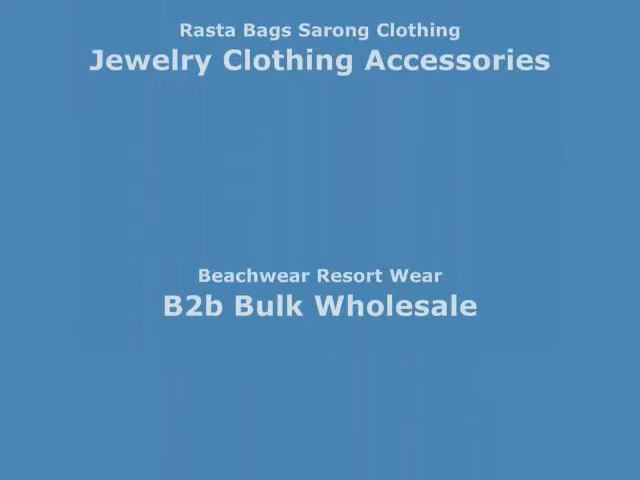 Rasta Bags Sarong Clothing
Jewelry Clothing Accessories
Beachwear Resort Wear
B2b Bulk Wholesale